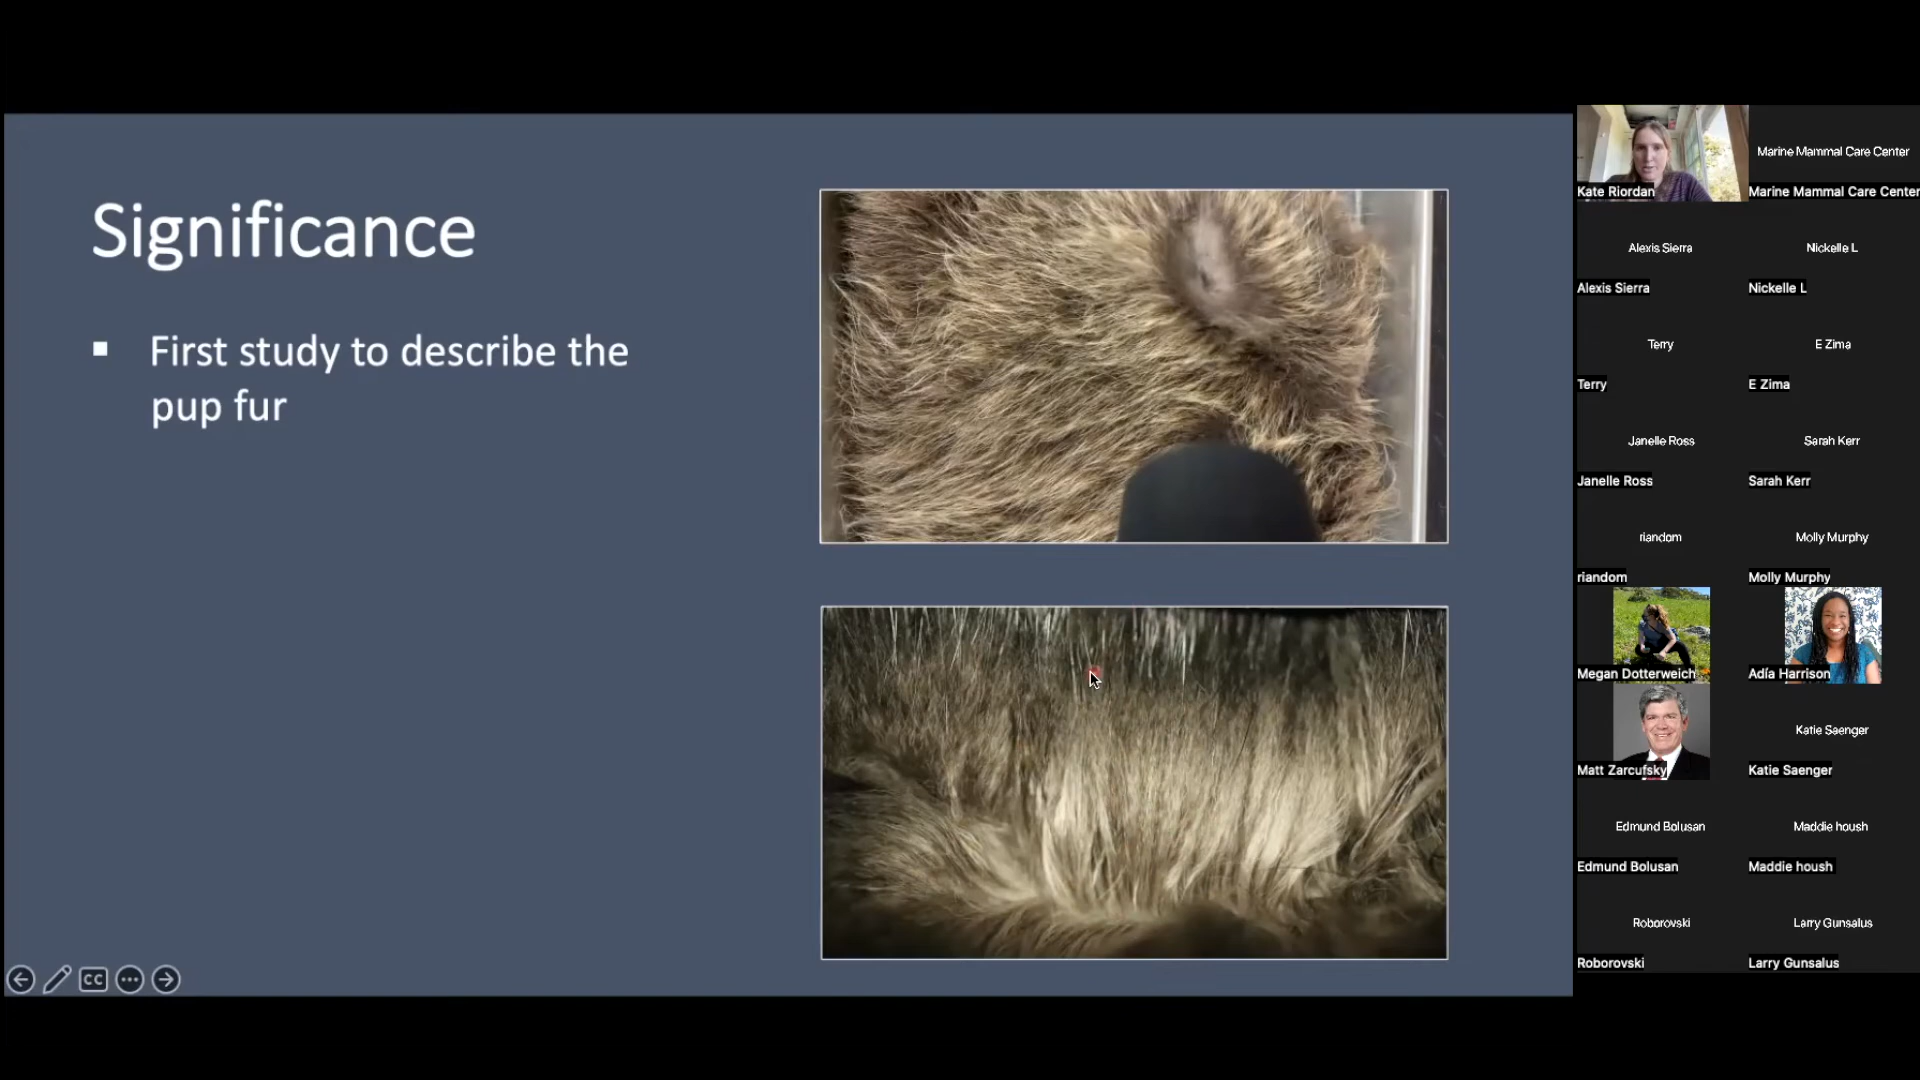 Significance
First study to describe the
pup fur
CC
Kate Riordan
Marine Mammal Care Center
Marine Mammal Care Center
Alexis Sierra
Alexis Sierra
Nickelle L
Nickelle L
Terry
Terry
E Zima
E Zima
Janelle Ross
Janelle Ross
Sarah Kerr
Sarah Kerr
riandom
riandom
Molly Murphy
Molly Murphy
Megan Dotterweich
Adía Harrison
Matt Zarcufsky
Katie Saenger
Katie Saenger
Edmund Bolusan
Edmund Bolusan
Maddie housh
Maddie housh
Roborovski
Roborovski
Larry Gunsalus
Larry Gunsalus